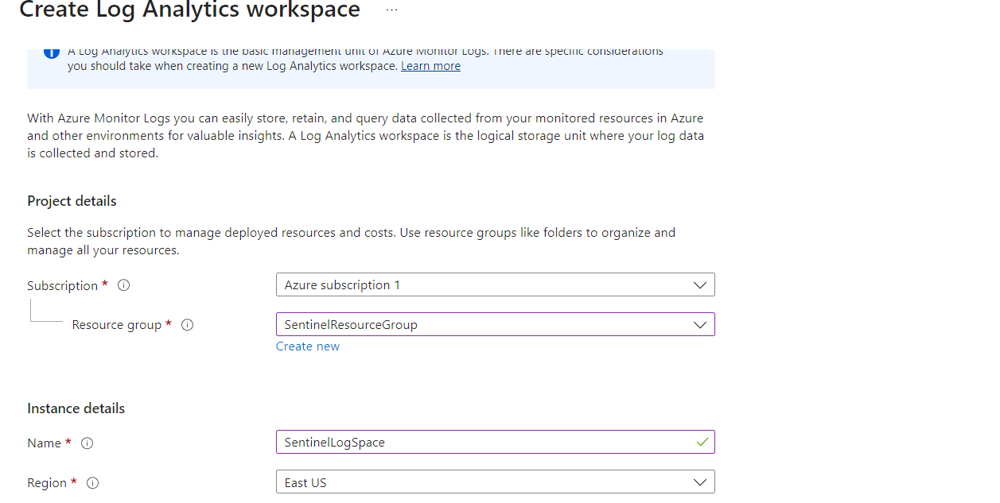 Create Log Analytics workspace ...
A Log Analytics workspace is the basic management unit of Azure Monitor Logs. There are specific considerations
you should take when creating a new Log Analytics workspace. Learn more
With Azure Monitor Logs you can easily store, retain, and query data collected from your monitored resources in Azure
and other environments for valuable insights. A Log Analytics workspace is the logical storage unit where your log data
is collected and stored.
Project details
Select the subscription to manage deployed resources and costs. Use resource groups like folders to organize and
manage all your resources.
Subscription * Azure subscription 1
Resource group * SentinelResourceGroup
Create new
Instance details
Name * SentinelLogSpace
Region * East US